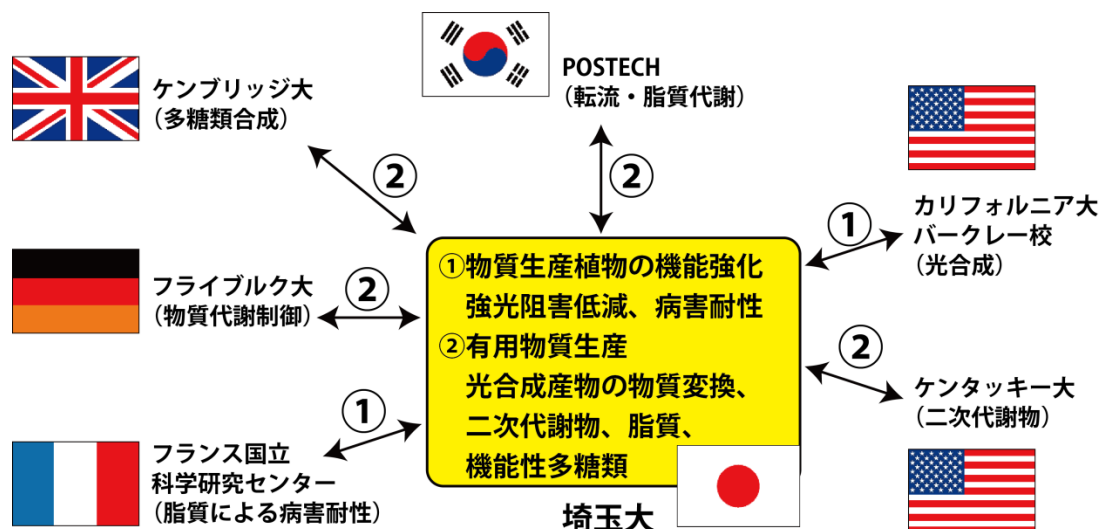 ケンブリッジ大
(多糖類合成)
②
POSTECH
(転流・脂質代謝)
②
カリフォルニア大
バークレー校
(光合成)
①
フライブルク大
(物質代謝制御)
②
①物質生産植物の機能強化
強光阻害低減、病害耐性
②有用物質生産
光合成産物の物質変換、
二次代謝物、脂質、
機能性多糖類
埼玉大
②
ケンタッキー大
(二次代謝物)
①
フランス国立
科学研究センター
(脂質による病害耐性)